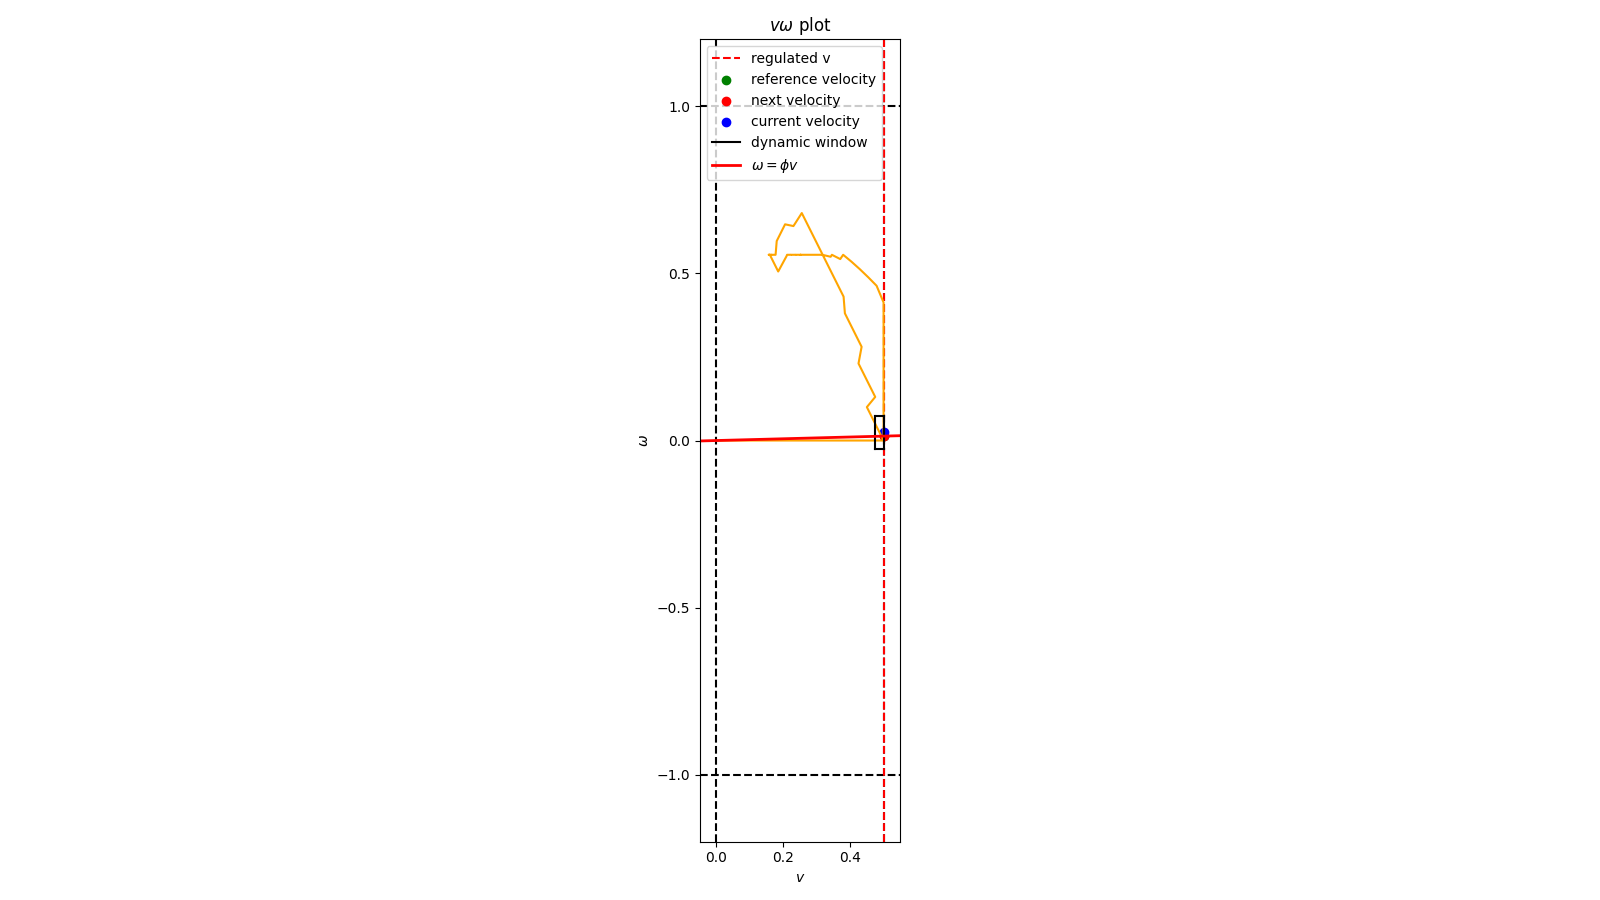 vω plot
regulated v
reference velocity
next velocity
current velocity
dynamic window
ω = ϕv
1.0
0.5
0.0
−0.5
−1.0
ω
0.0 0.2 0.4
v